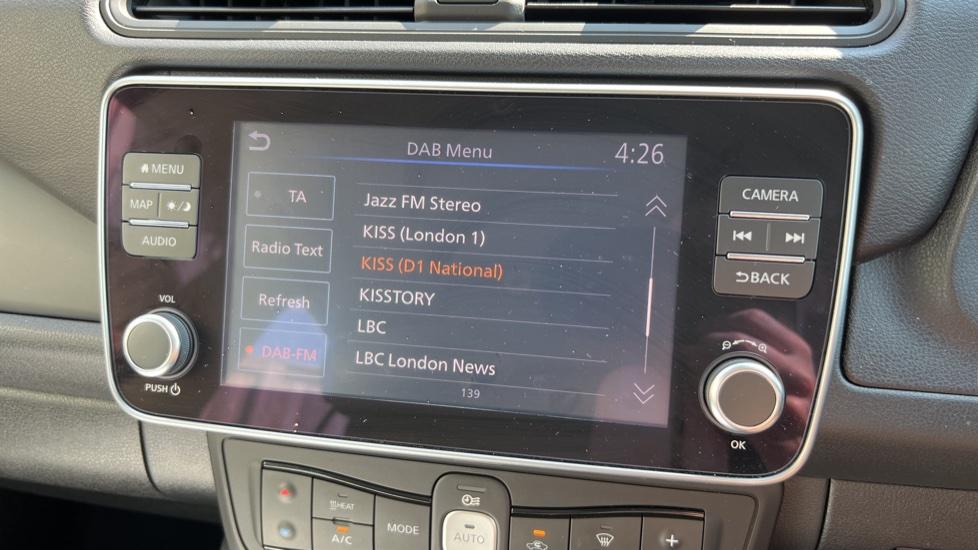 DAB Menu
4:26
TA
Radio Text
Refresh
DAB-FM
Jazz FM Stereo
KISS (London 1)
KISS (D1 National)
KISSTORY
LBC
LBC London News
139
MENU
MAP
AUDIO
VOL
PUSH
CAMERA
BACK
OK
HEAT
A/C
MODE
AUTO
+